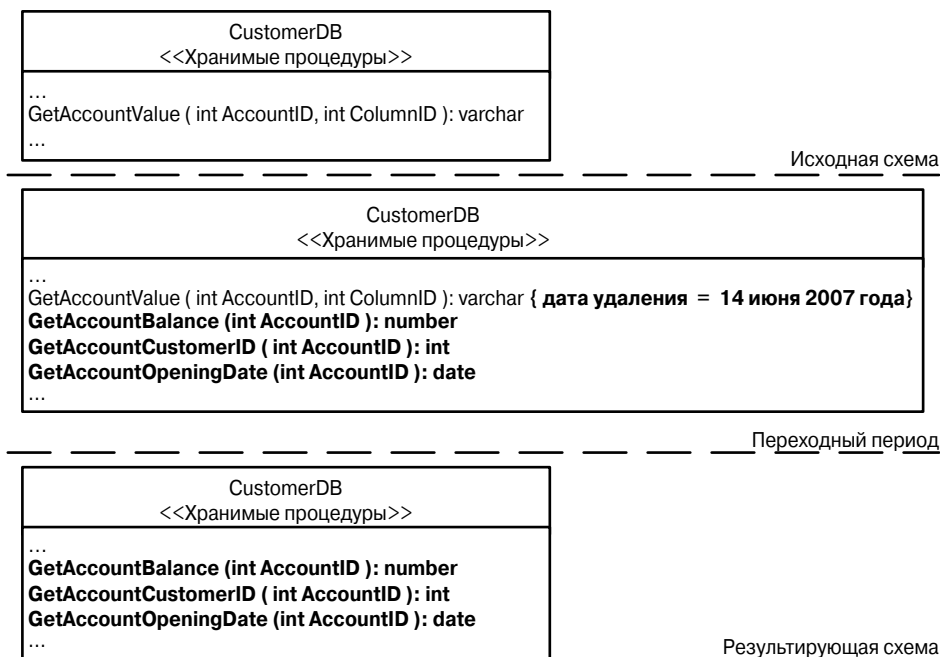 CustomerDB
<<Хранимые процедуры>>
...
GetAccountValue ( int AccountID, int ColumnID ): varchar
...
Исходная схема
CustomerDB
<<Хранимые процедуры>>
...
GetAccountValue ( int AccountID, int ColumnID ): varchar { дата удаления = 14 июня 2007 года}
GetAccountBalance (int AccountID ): number
GetAccountCustomerID ( int AccountID ): int
GetAccountOpeningDate (int AccountID ): date
...
Переходный период
CustomerDB
<<Хранимые процедуры>>
...
GetAccountBalance (int AccountID ): number
GetAccountCustomerID ( int AccountID ): int
GetAccountOpeningDate (int AccountID ): date
...
Результирующая схема